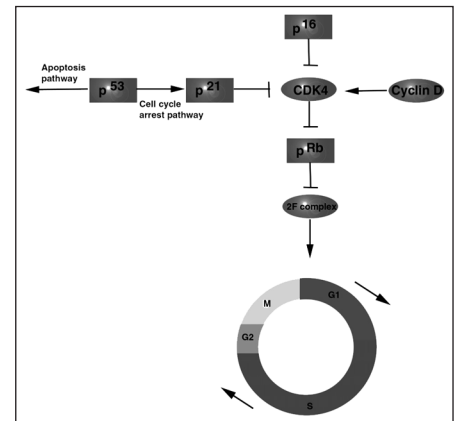 p16
Apoptosis
pathway
p53
p21
CDK4
Cyclin D
Cell cycle
arrest pathway
pRb
2F complex
G1
M
G2
S